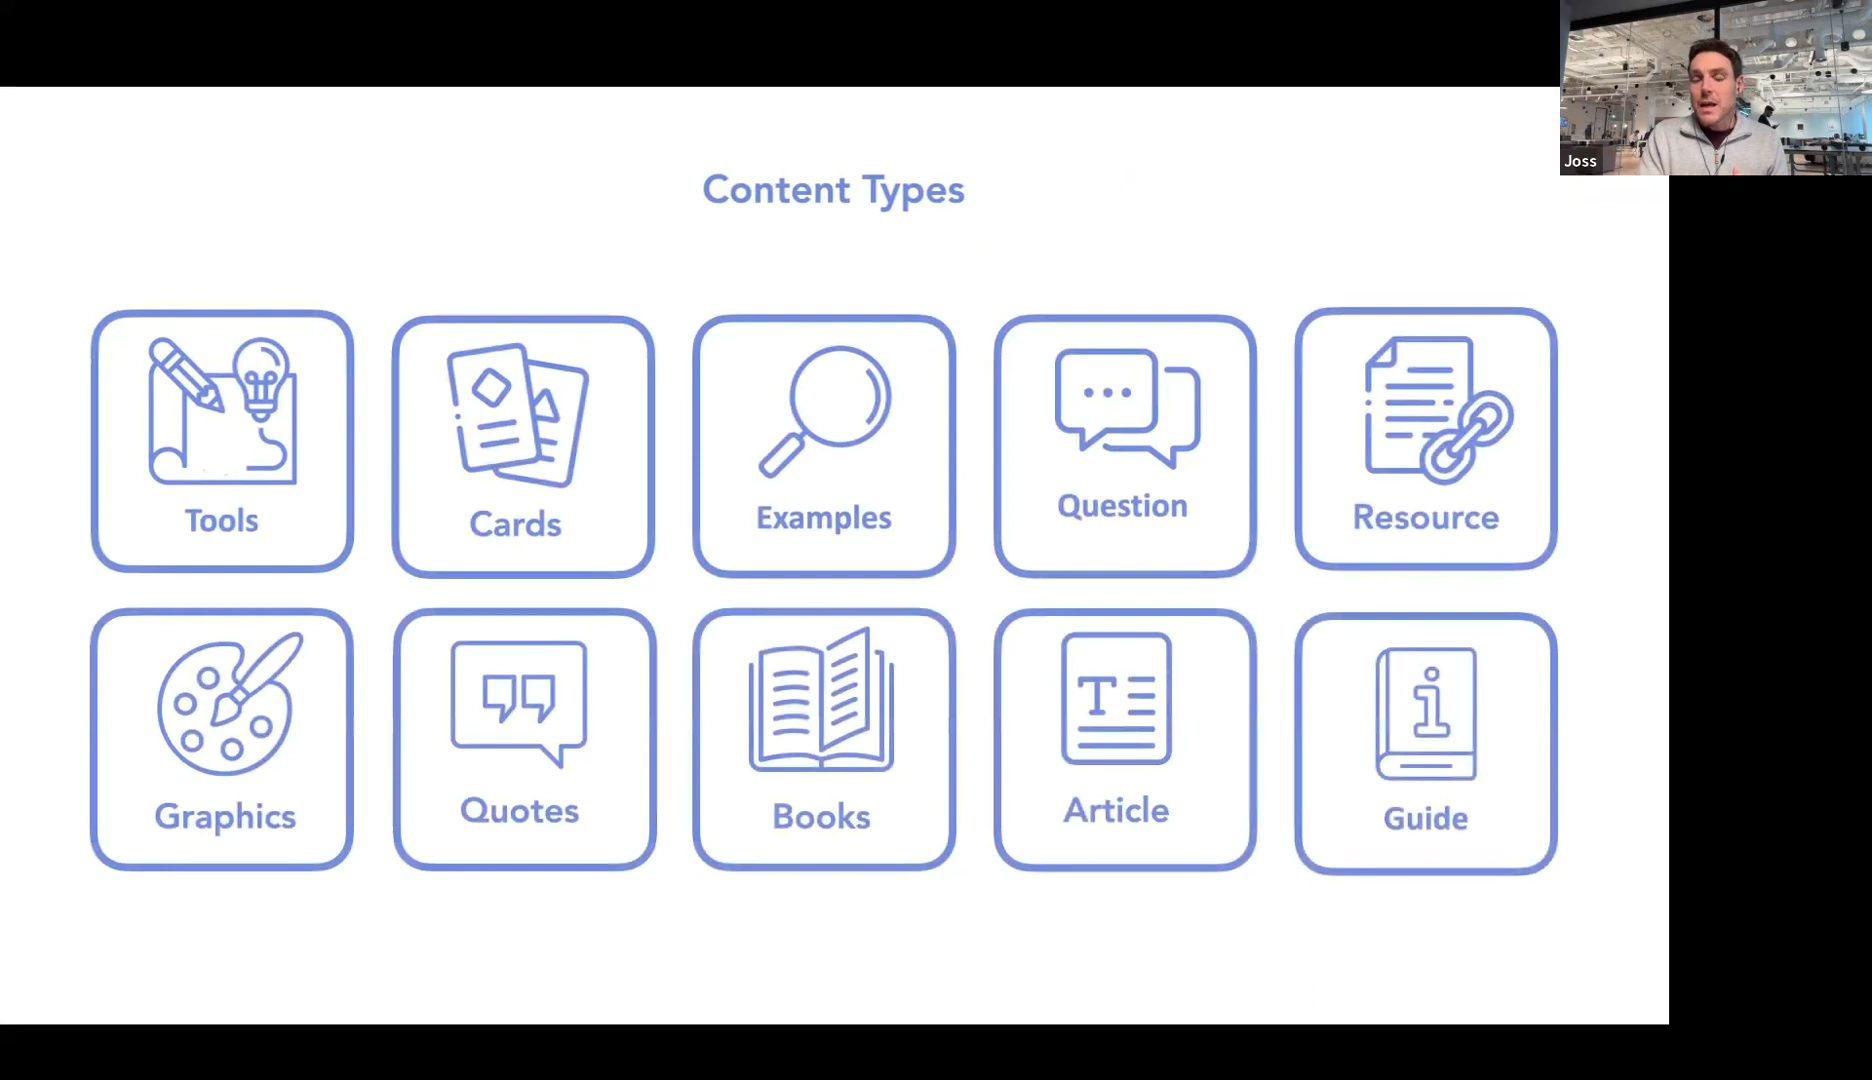 Joss
Content Types
Tools
Cards
Examples
Question
Resource
Graphics
Quotes
Books
T
Article
i
Guide